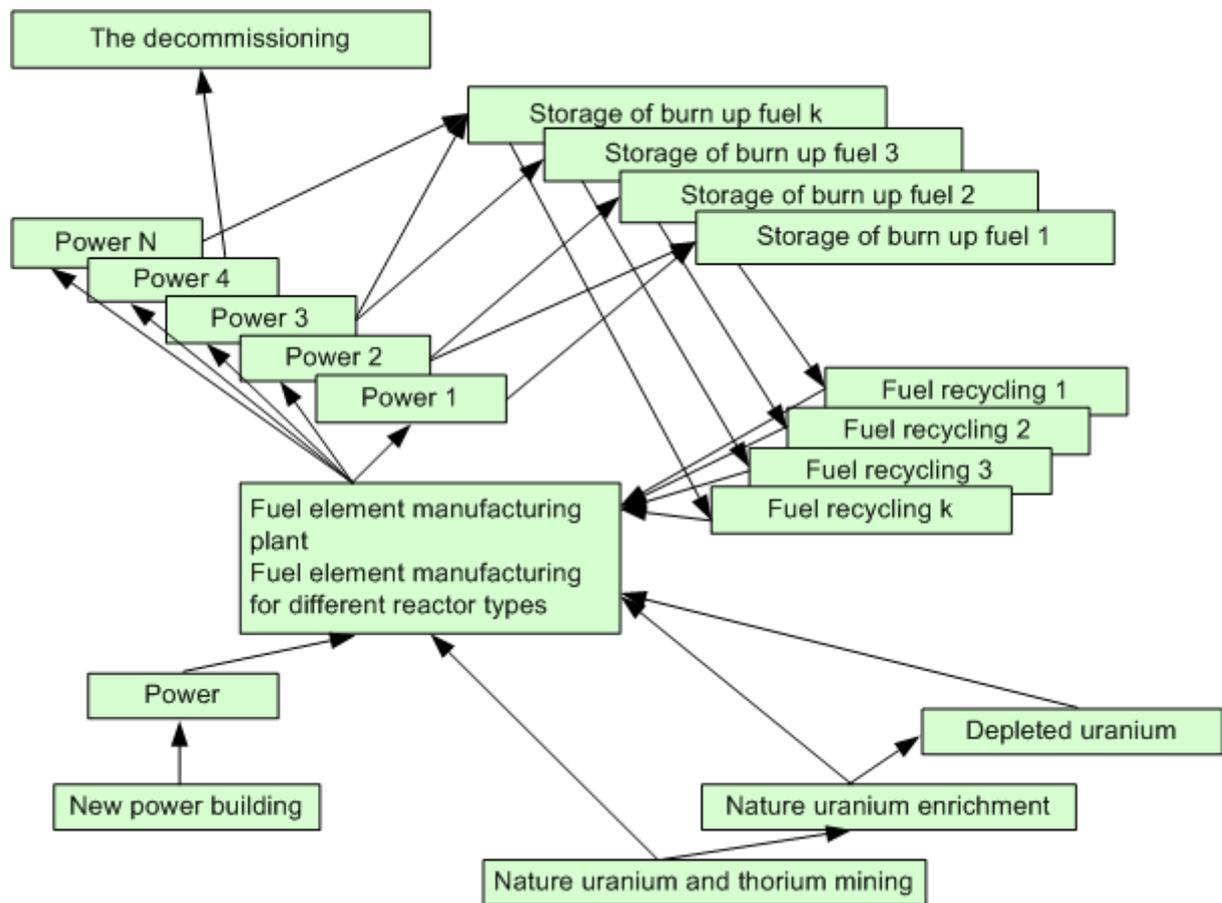 The decommissioning
Storage of burn up fuel k
Storage of burn up fuel 3
Storage of burn up fuel 2
Storage of burn up fuel 1
Power N
Power 4
Power 3
Power 2
Power 1
Fuel recycling 1
Fuel recycling 2
Fuel recycling 3
Fuel recycling k
Fuel element manufacturing
plant
Fuel element manufacturing
for different reactor types
Power
New power building
Depleted uranium
Nature uranium enrichment
Nature uranium and thorium mining